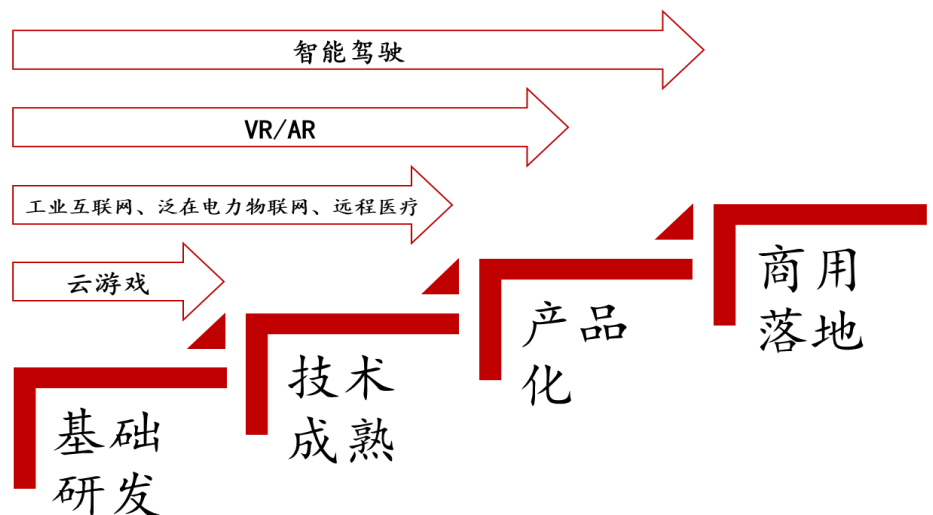 智能驾驶
VR/AR
工业互联网、泛在电力物联网、远程医疗
云游戏
商用
落地
产品
化
技术
成熟
基础
研发